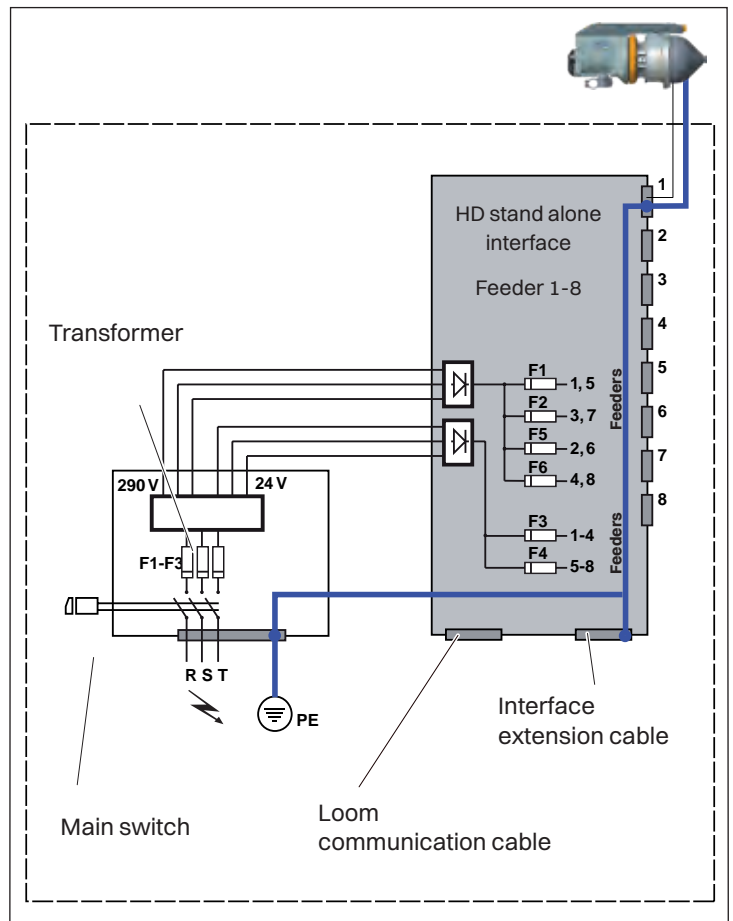 1
HD stand alone
interface
2
Feeder 1-8
3
Transformer
4
5
F1
1, 5
F2
3, 7
Feeders
6
F5
2, 6
7
F6
4, 8
290 V
24 V
8
F3
1-4
F1-F3
F4
5-8
Feeders
R S T
PE
Interface
extension cable
Main switch
Loom
communication cable